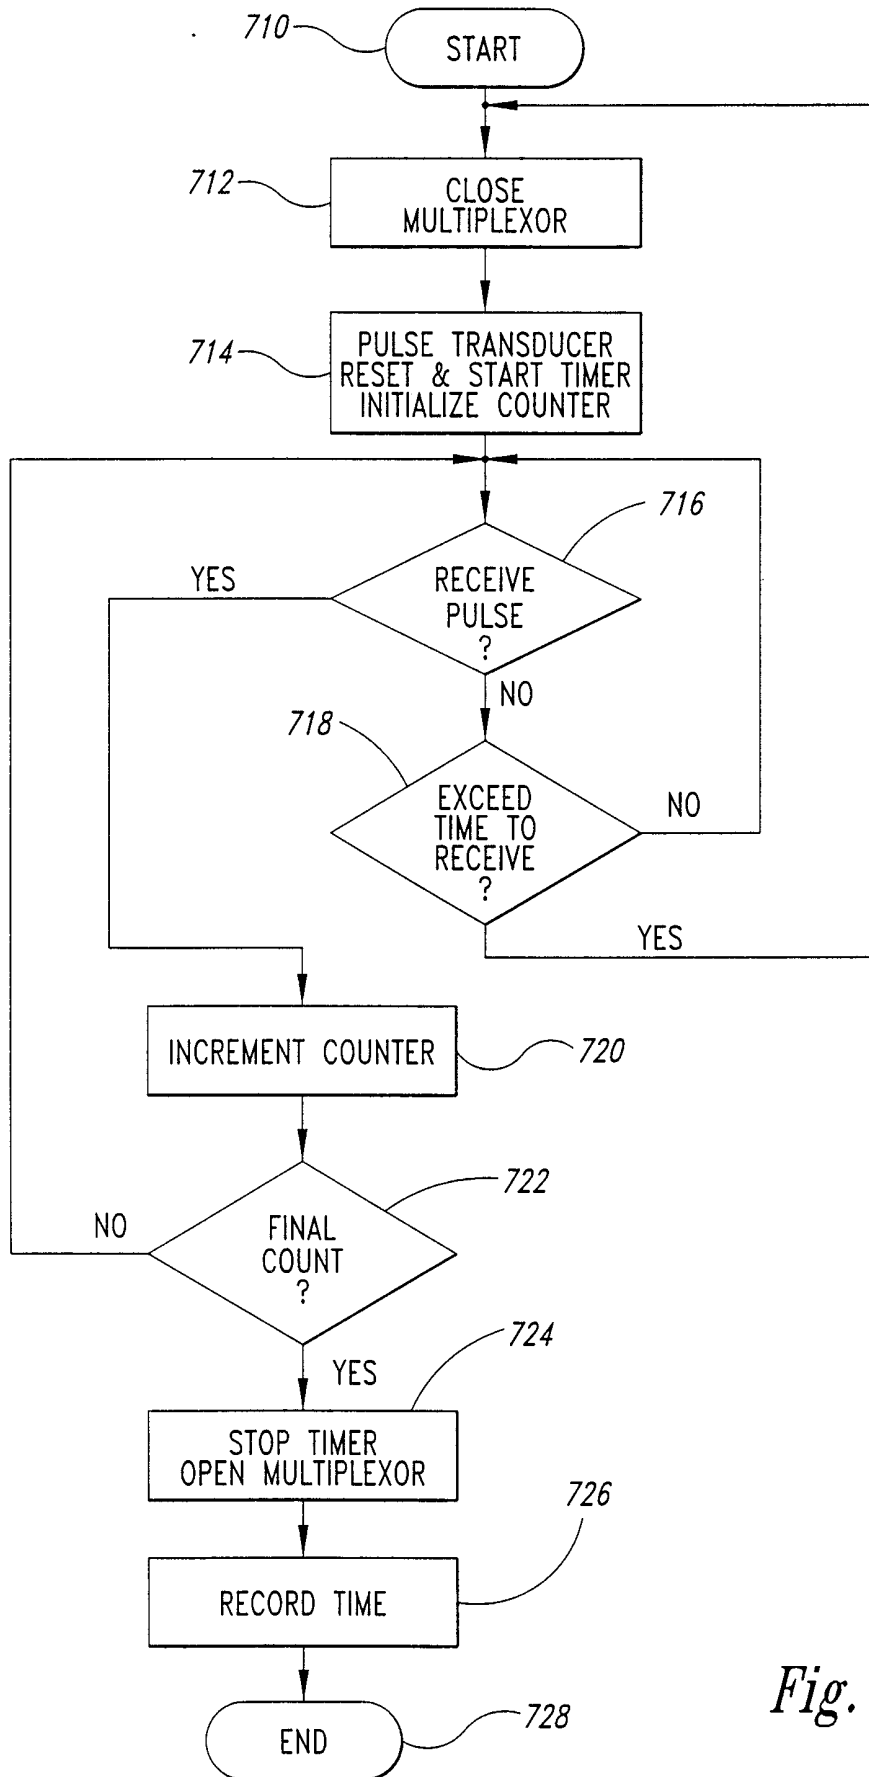 710
START
712
CLOSE
MULTIPLEXOR
714
PULSE TRANSDUCER
RESET & START TIMER
INITIALIZE COUNTER
716
YES
RECEIVE
PULSE
?
NO
718
EXCEED
TIME TO
RECEIVE
?
NO
YES
INCREMENT COUNTER
720
722
NO
FINAL
COUNT
?
724
YES
STOP TIMER
OPEN MULTIPLEXOR
726
RECORD TIME
Fig.
728
END